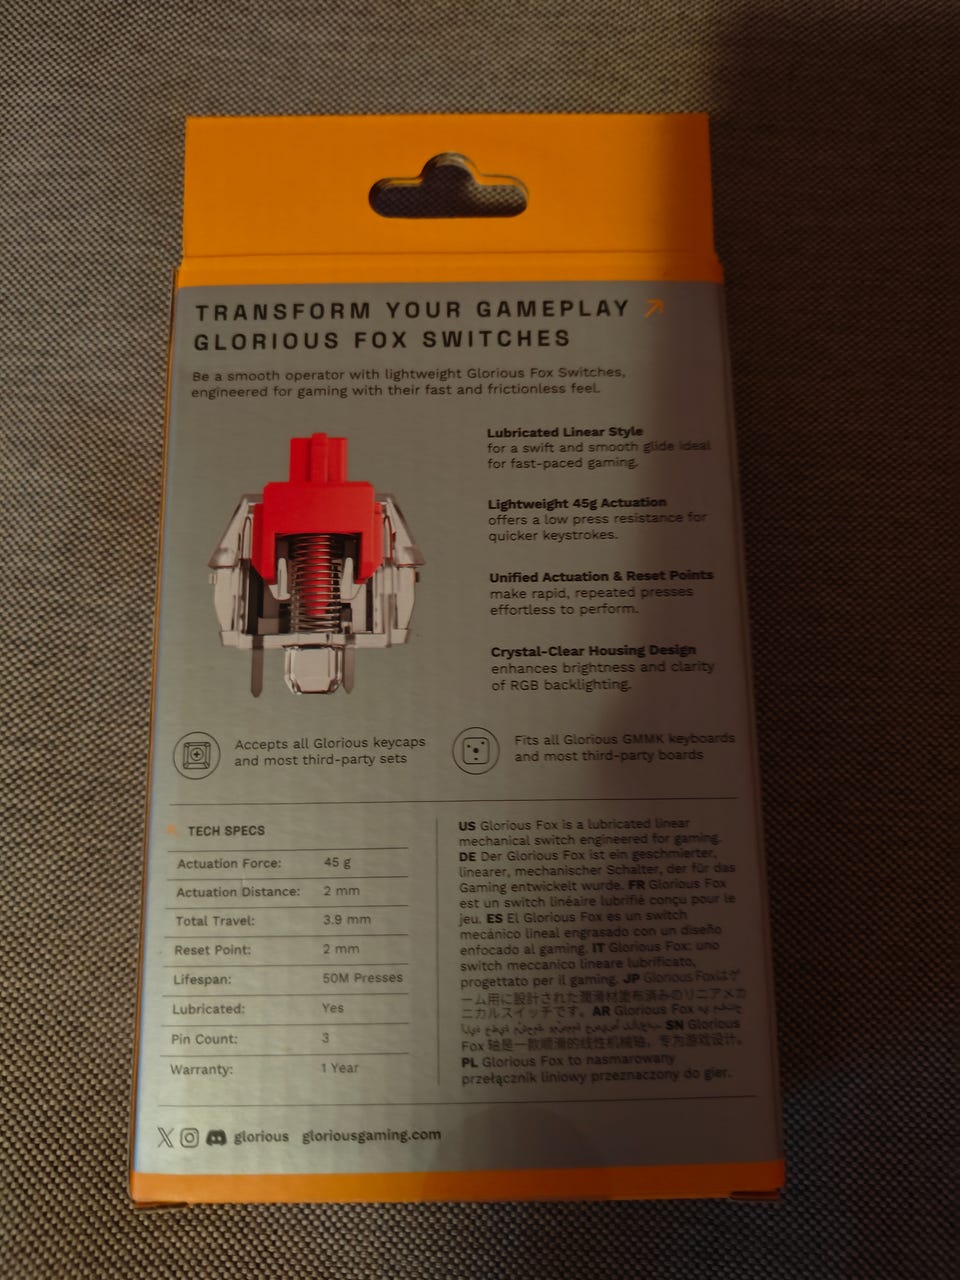 TRANSFORM YOUR GAMEPLAY
GLORIOUS FOX SWITCHES
Be a smooth operator with lightweight Glorious Fox Switches,
engineered for gaming with their fast and frictionless feel.
Lubricated Linear Style
for a swift and smooth glide ideal
for fast-paced gaming.
Lightweight 45g Actuation
offers a low press resistance for
quicker keystrokes.
Unified Actuation & Reset Points
make rapid, repeated presses
effortless to perform.
Crystal-Clear Housing Design
enhances brightness and clarity
of RGB backlighting.
Accepts all Glorious keycaps
and most third-party sets
Fits all Glorious GMMK keyboards
and most third-party boards
TECH SPECS
Actuation Force: 45 g
Actuation Distance: 2 mm
Total Travel: 3.9 mm
Reset Point: 2 mm
Lifespan: 50M Presses
Lubricated: Yes
Pin Count: 3
Warranty: 1 Year
US Glorious Fox is a lubricated linear
mechanical switch engineered for gaming.
DE Der Glorious Fox ist ein geschmierter,
linearer, mechanischer Schalter, der für das
Gaming entwickelt wurde. FR Glorious Fox
est un switch linéaire lubrifié conçu pour le
jeu. ES El Glorious Fox es un switch
mecánico lineal engrasado con un diseño
enfocado al gaming. IT Glorious Fox: uno
switch meccanico lineare lubrificato,
progettato per il gaming. JP Glorious Foxはゲ
ーム用に設計された潤滑材塗布済みのリニアメカ
ニカルスイッチです。 AR Glorious Fox
SN Glorious
Fox 轴是一款顺滑的线性机械轴，专为游戏设计。
PL Glorious Fox to nasmarowany
przełącznik liniowy przeznaczony do gier.
glorious gloriousgaming.com